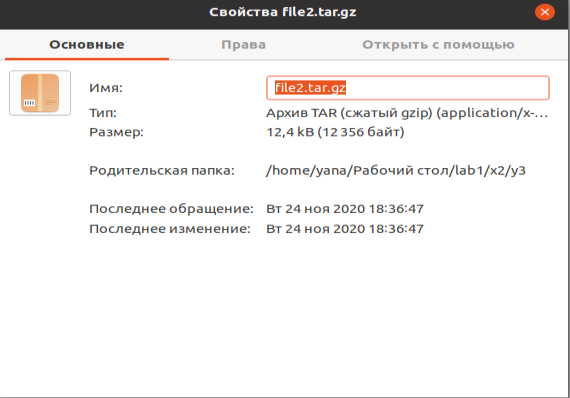 Свойства file2.tar.gz
Основные Права Открыть с помощью
Имя: file2.tar.gz
Тип: Архив TAR (сжатый gzip) (application/x-...
Размер: 12,4 kB (12 356 байт)
Родительская папка: /home/yana/Рабочий стол/lab1/x2/y3
Последнее обращение: Вт 24 ноя 2020 18:36:47
Последнее изменение: Вт 24 ноя 2020 18:36:47